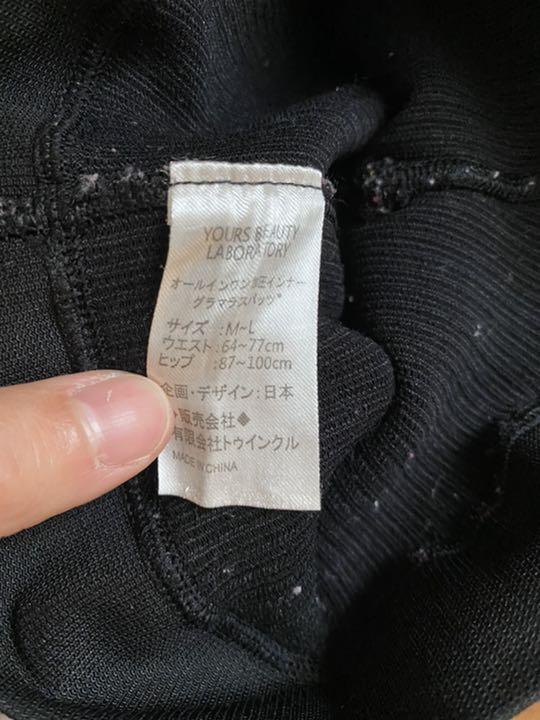 YOURS BEAUTY
LABORATORY
オールインワン加圧インナー
グラマラスパッツ®
サイズ : M~L
ウエスト : 64~77cm
ヒップ : 87~100cm
企画・デザイン : 日本
販売会社◆
有限会社トゥインクル
MADE IN CHINA